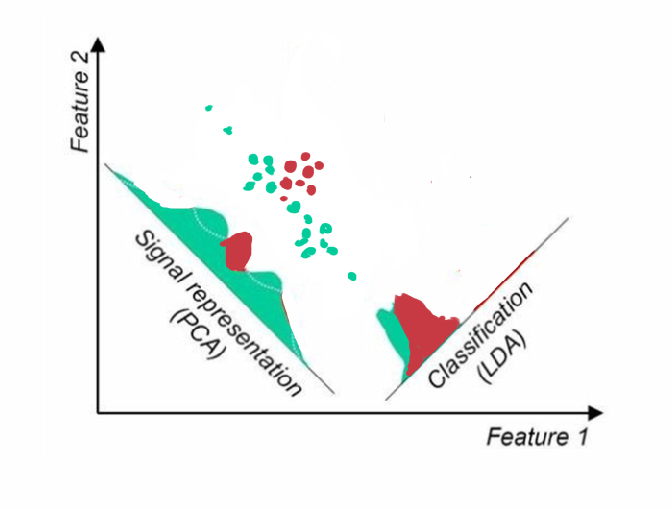 Feature 2
Signal representation
(PCA)
Classification
(LDA)
Feature 1